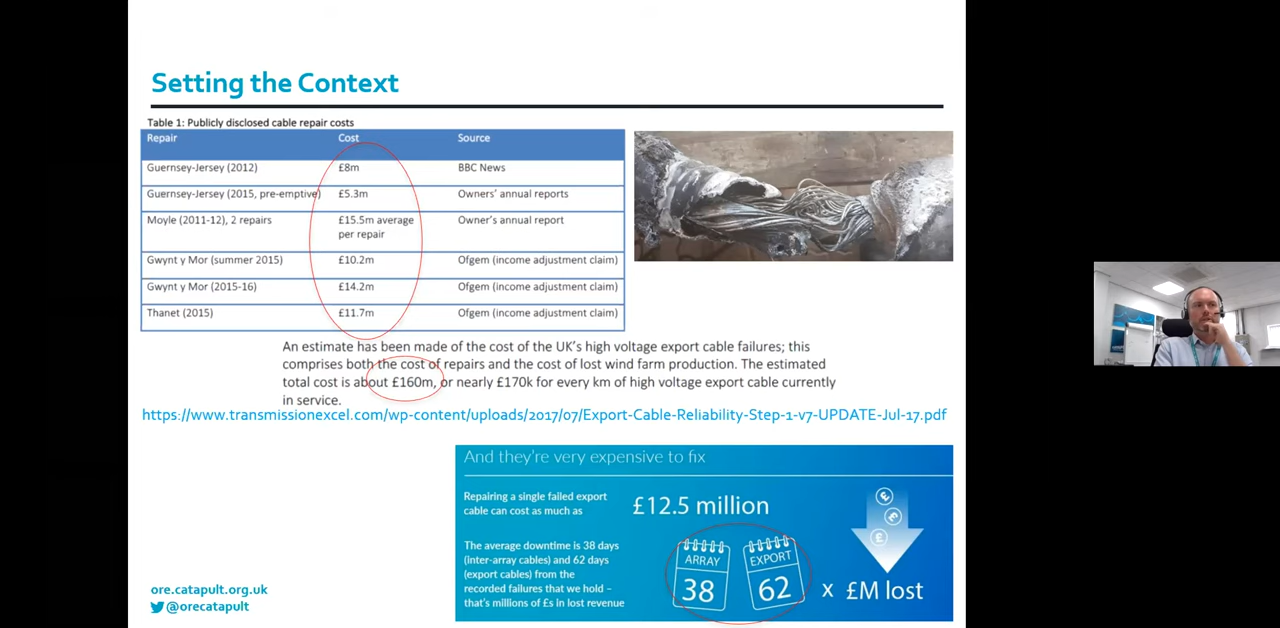 Setting the Context
Table 1: Publicly disclosed cable repair costs
Repair Cost Source
Guernsey-Jersey (2012) £8m BBC News
Guernsey-Jersey (2015, pre-emptive) £5.3m Owners' annual reports
Moyle (2011-12), 2 repairs £15.5m average Owner's annual report
per repair
Gwynt y Mor (summer 2015) £10.2m Ofgem (income adjustment claim)
Gwynt y Mor (2015-16) £14.2m Ofgem (income adjustment claim)
Thanet (2015) £11.7m Ofgem (income adjustment claim)
An estimate has been made of the cost of the UK's high voltage export cable failures; this
comprises both the cost of repairs and the cost of lost wind farm production. The estimated
total cost is about £160m, or nearly £170k for every km of high voltage export cable currently
in service.
https://www.transmissionexcel.com/wp-content/uploads/2017/07/Export-Cable-Reliability-Step-1-v7-UPDATE-Jul-17.pdf
And they're very expensive to fix
Repairing a single failed export
cable can cost as much as
£12.5 million
The average downtime is 38 days
(inter-array cables) and 62 days
(export cables) from the
recorded failures that we hold –
that's millions of £s in lost revenue
ARRAY
38
EXPORT
62
x £M lost
£
£
£
ore.catapult.org.uk
@orecatapult